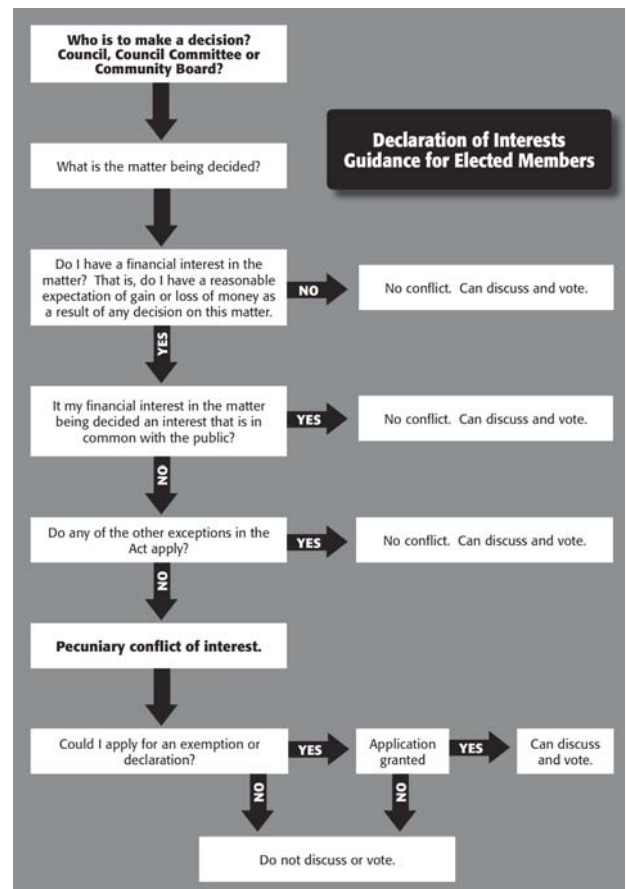 Who is to make a decision?
Council, Council Committee or
Community Board?
Declaration of Interests
Guidance for Elected Members
What is the matter being decided?
Do I have a financial interest in the
matter? That is, do I have a reasonable
expectation of gain or loss of money as
a result of any decision on this matter.
NO
No conflict. Can discuss and vote.
YES
It my financial interest in the matter
being decided an interest that is in
common with the public?
YES
No conflict. Can discuss and vote.
NO
Do any of the other exceptions in the
Act apply?
YES
No conflict. Can discuss and vote.
NO
Pecuniary conflict of interest.
Could I apply for an exemption or
declaration?
YES
Application
granted
YES
Can discuss
and vote.
NO
NO
Do not discuss or vote.